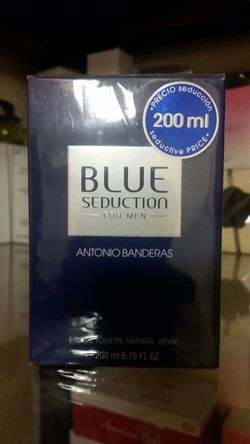 • PRECIO seducción •
200 ml
seductive PRICE!
BLUE
SEDUCTION
FOR MEN
ANTONIO BANDERAS
EAU DE TOILETTE NATURAL SPRAY
200 ml 6.75 FL OZ